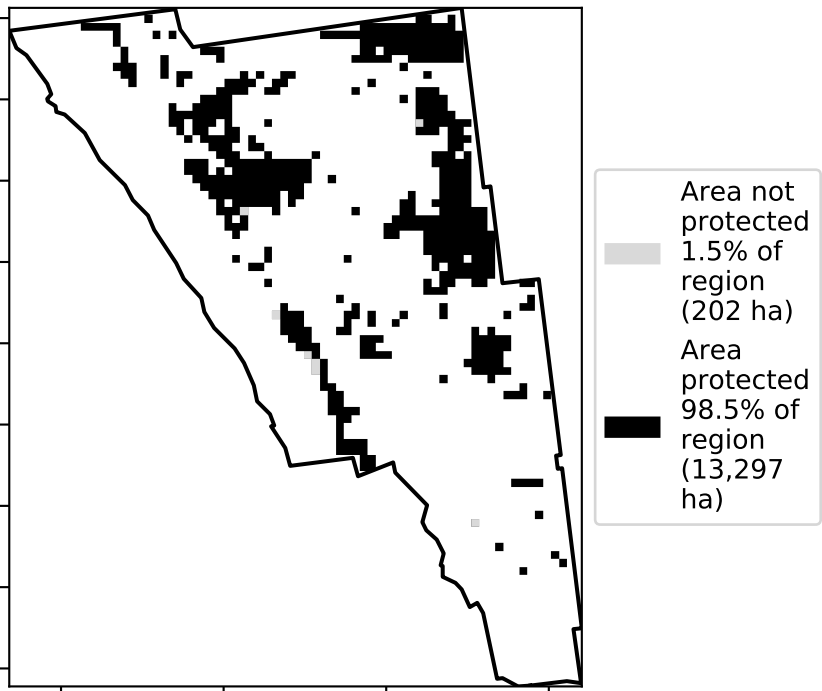 Area not
protected
1.5% of
region
(202 ha)
Area
protected
98.5% of
region
(13,297
ha)